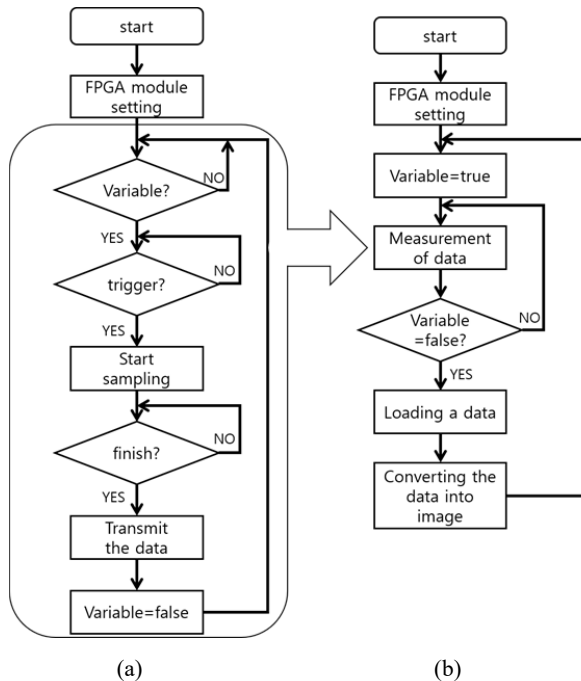 start
FPGA module
setting
Variable?
NO
YES
trigger?
NO
YES
Start
sampling
finish?
NO
YES
Transmit
the data
Variable=false
(a)
start
FPGA module
setting
Variable=true
Measurement
of data
Variable
=false?
NO
YES
Loading a data
Converting the
data into
image
(b)